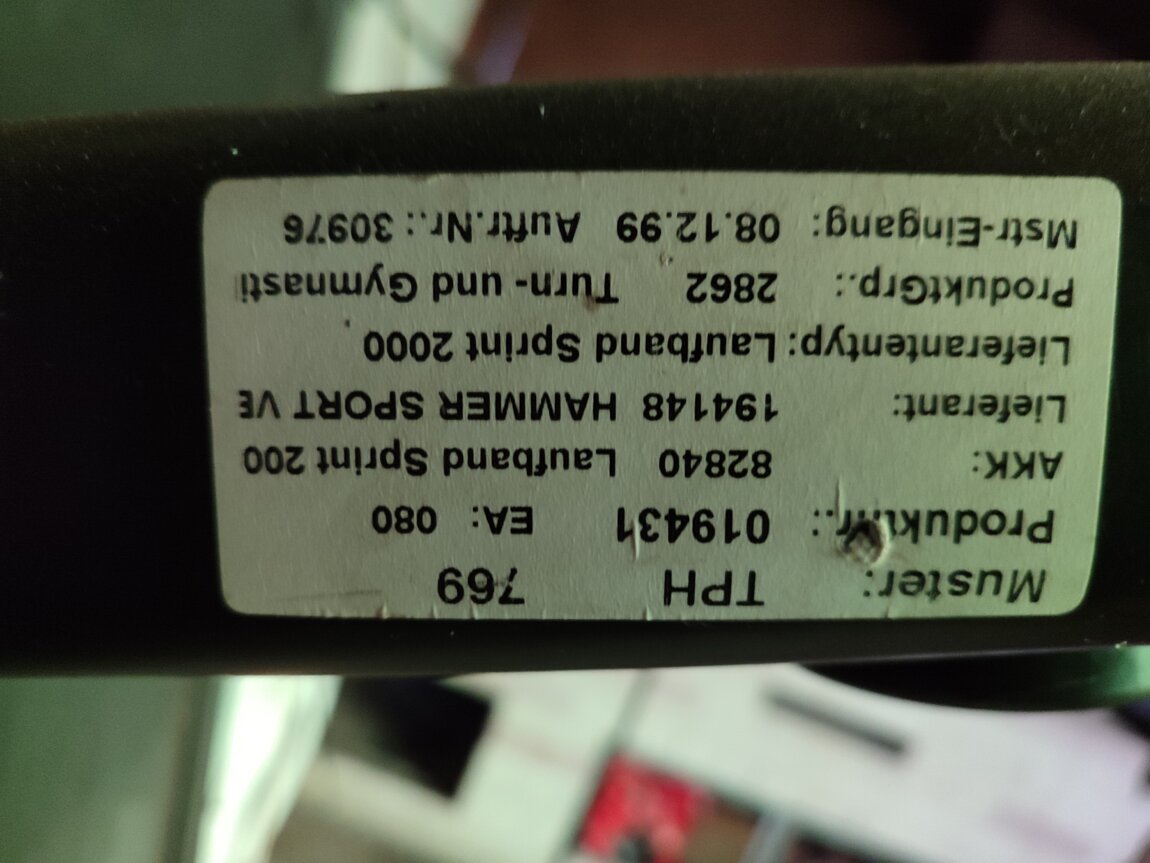 Muster: TPH 769
Produktnr.: 019431 EA: 080
AKK: 82840 Laufband Sprint 200
Lieferant: 194148 HAMMER SPORT VE
Lieferantentyp: Laufband Sprint 2000
ProduktGrp.: 2862 Turn- und Gymnasti
Mstr-Eingang: 08.12.99 Auftr.Nr.: 30976